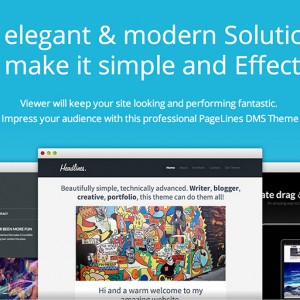 elegant & modern Solutio
make it simple and Effect
Viewer will keep your site looking and performing fantastic.
Impress your audience with this professional PageLines DMS Theme
Headlines.
Beautifully simple, technically advanced. Writer, blogger,
creative, portfolio, this theme can do them all!
Hi and a warm welcome to my
amazing website
R BEEN MORE FUN
ate drag &